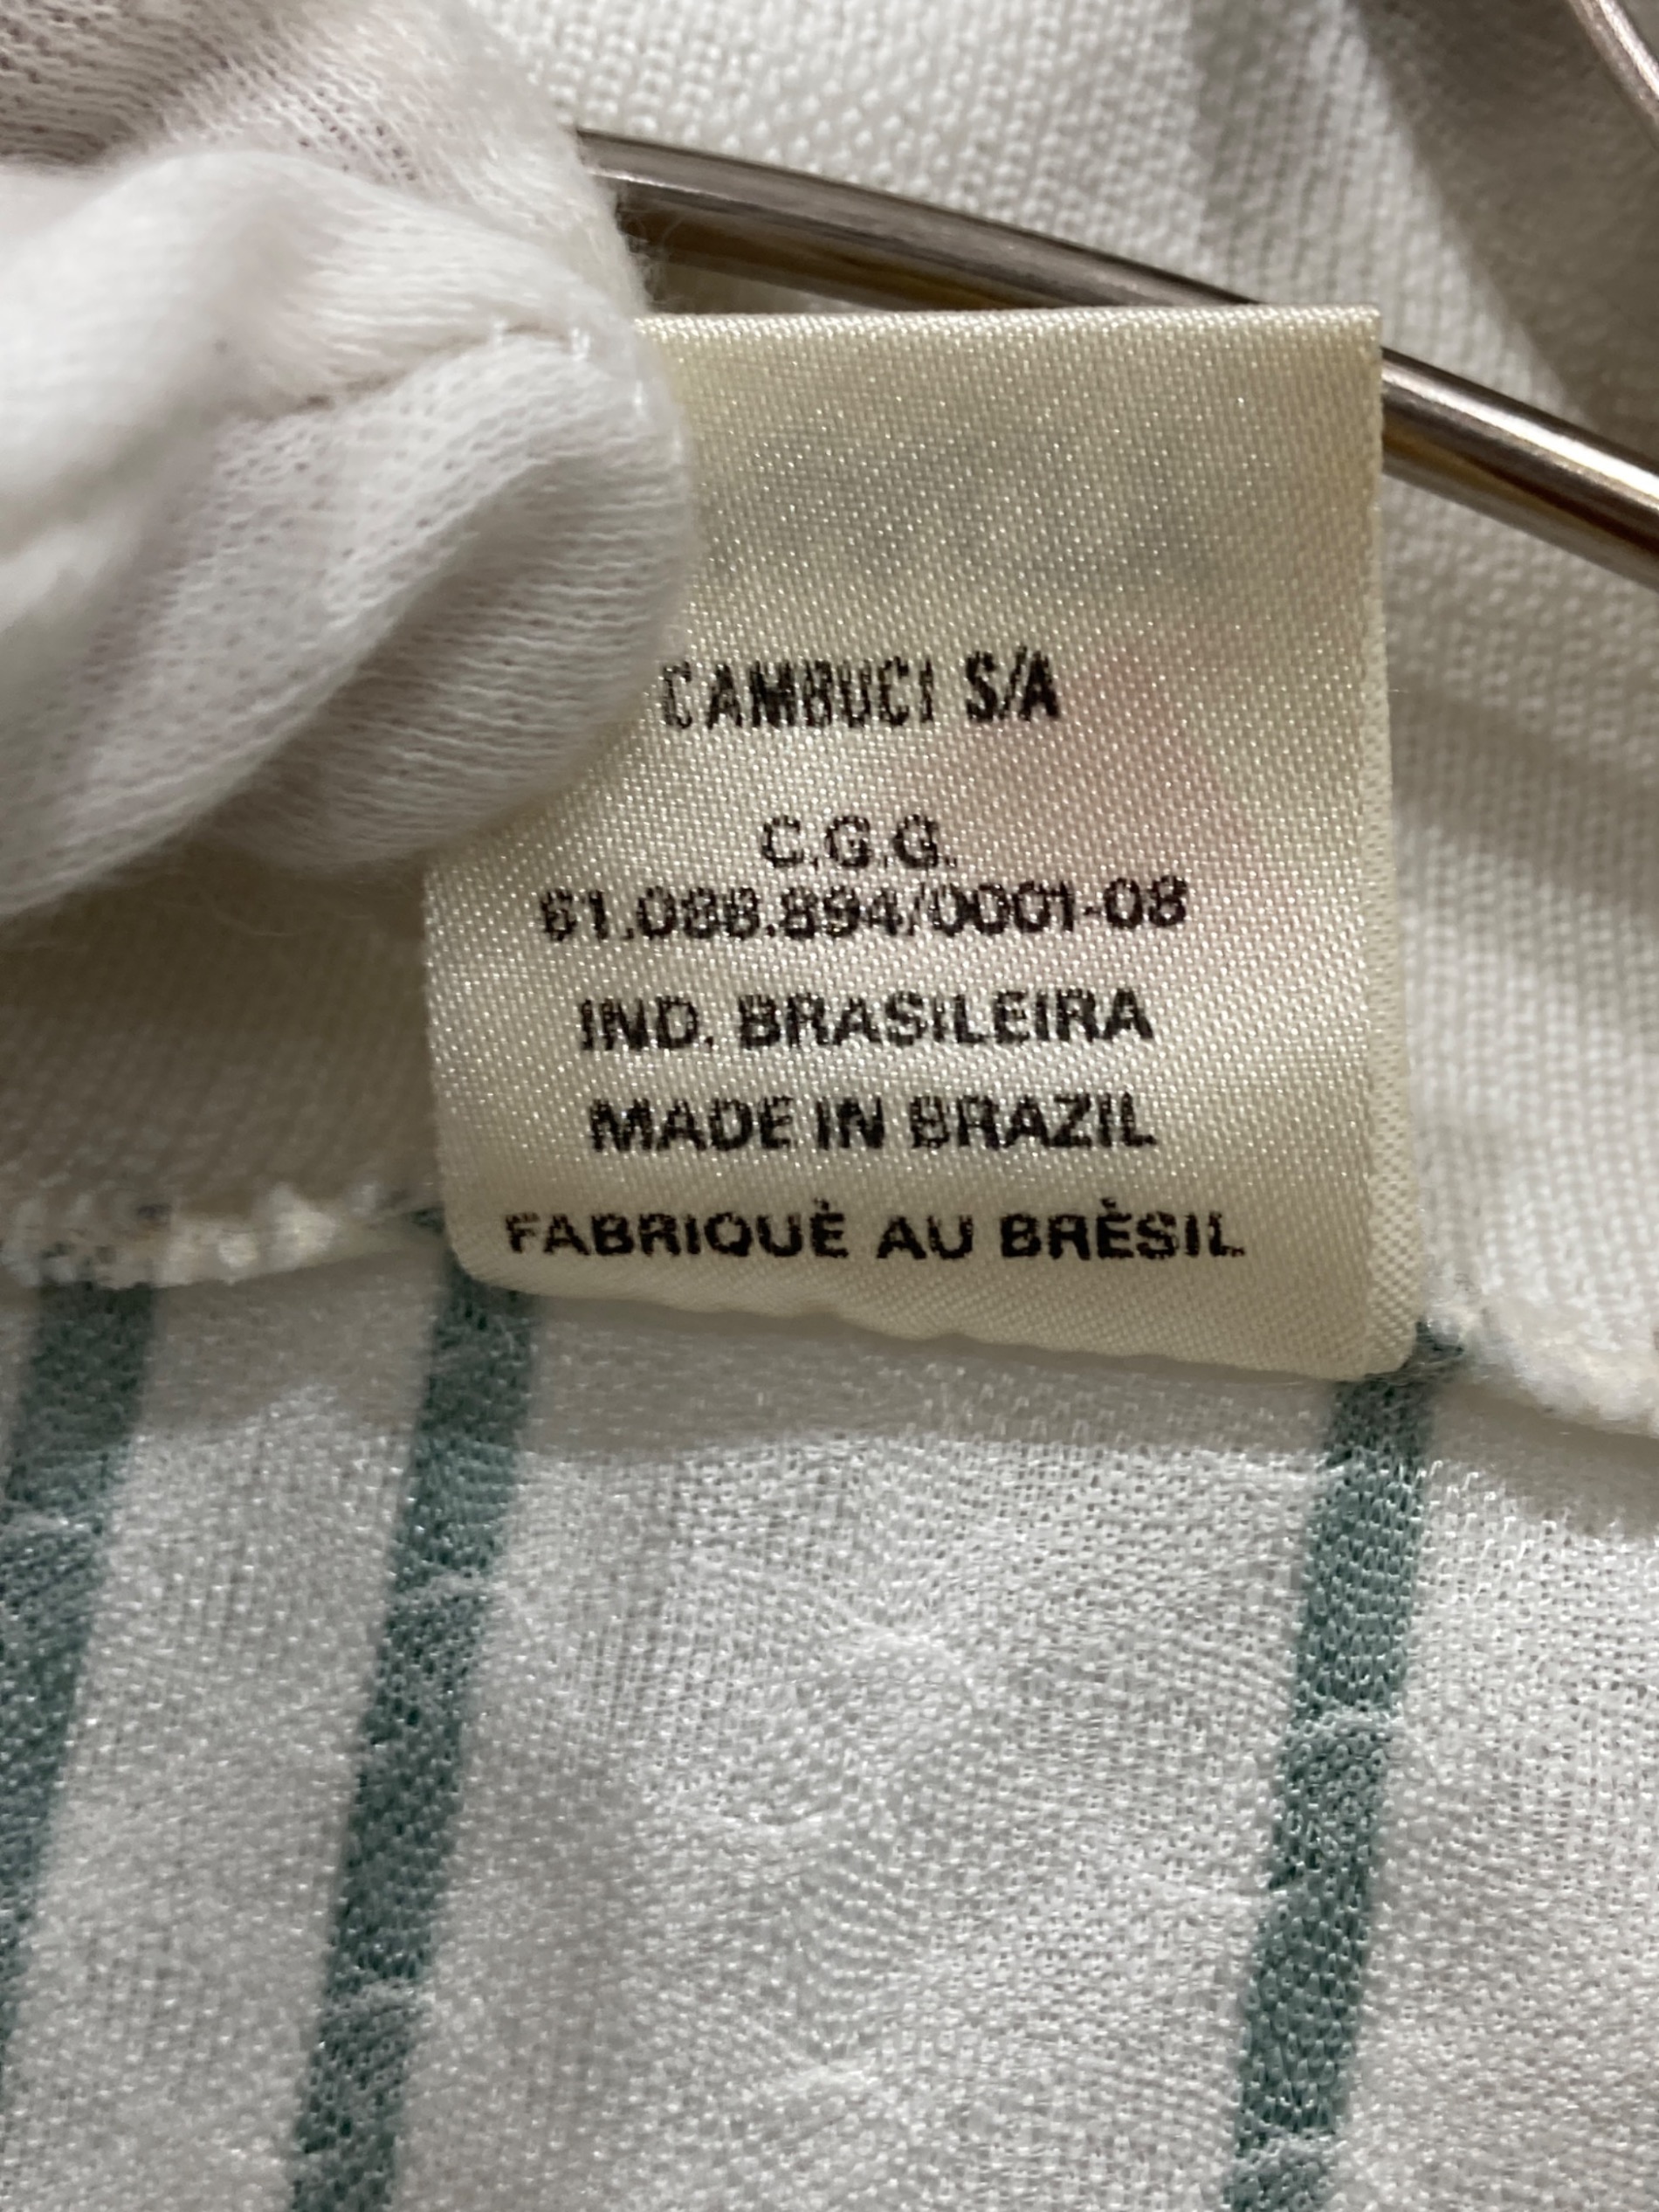 CAMBUCI S/A
C.G.G.
61.088.894/0001-08
IND. BRASILEIRA
MADE IN BRAZIL
FABRIQUÈ AU BRÈSIL